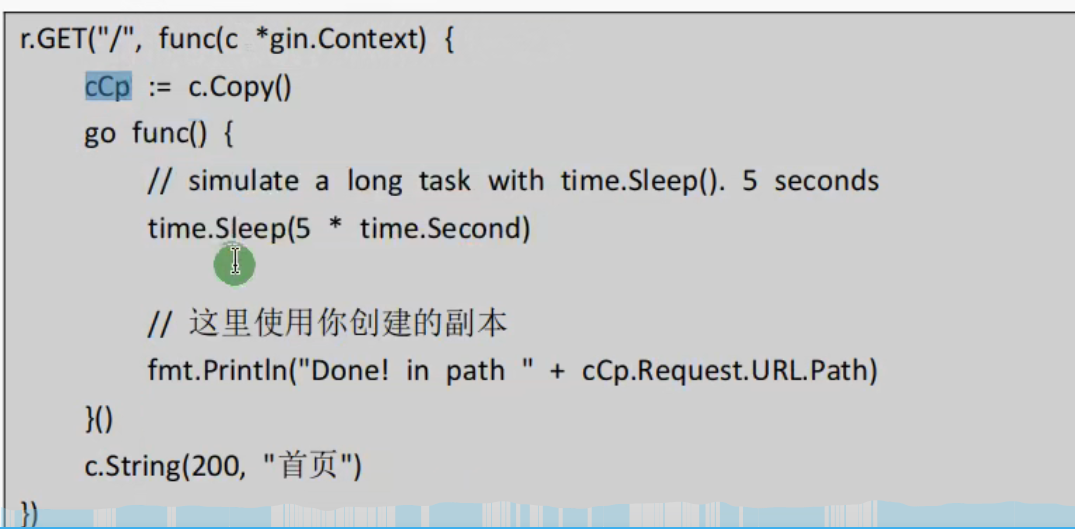 r.GET("/", func(c *gin.Context) {
cCp := c.Copy()
go func() {
// simulate a long task with time.Sleep(). 5 seconds
time.Sleep(5 * time.Second)
// 这里使用你创建的副本
fmt.Println("Done! in path " + cCp.Request.URL.Path)
}()
c.String(200, "首页")
})